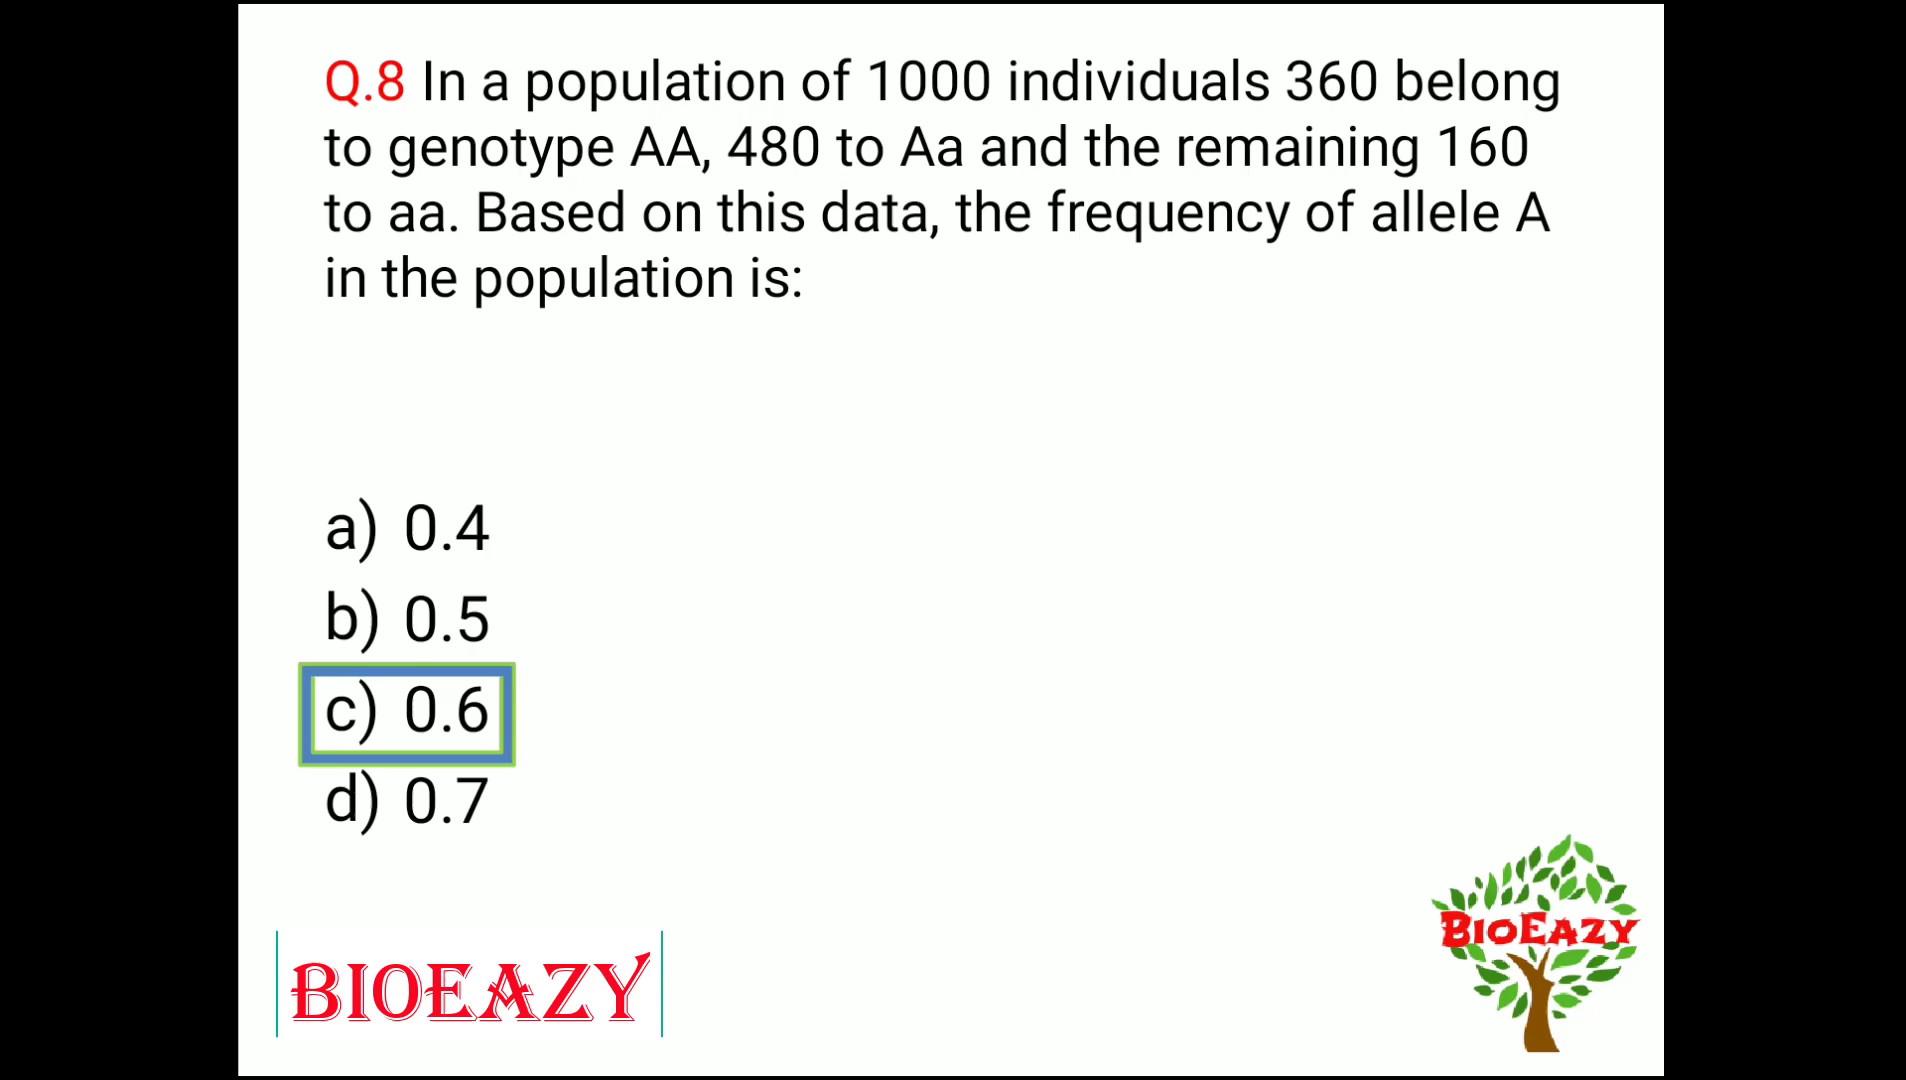 Q.8 In a population of 1000 individuals 360 belong
to genotype AA, 480 to Aa and the remaining 160
to aa. Based on this data, the frequency of allele A
in the population is:
a) 0.4
b) 0.5
c) 0.6
d) 0.7
BIOEAZY
BIOEAZY